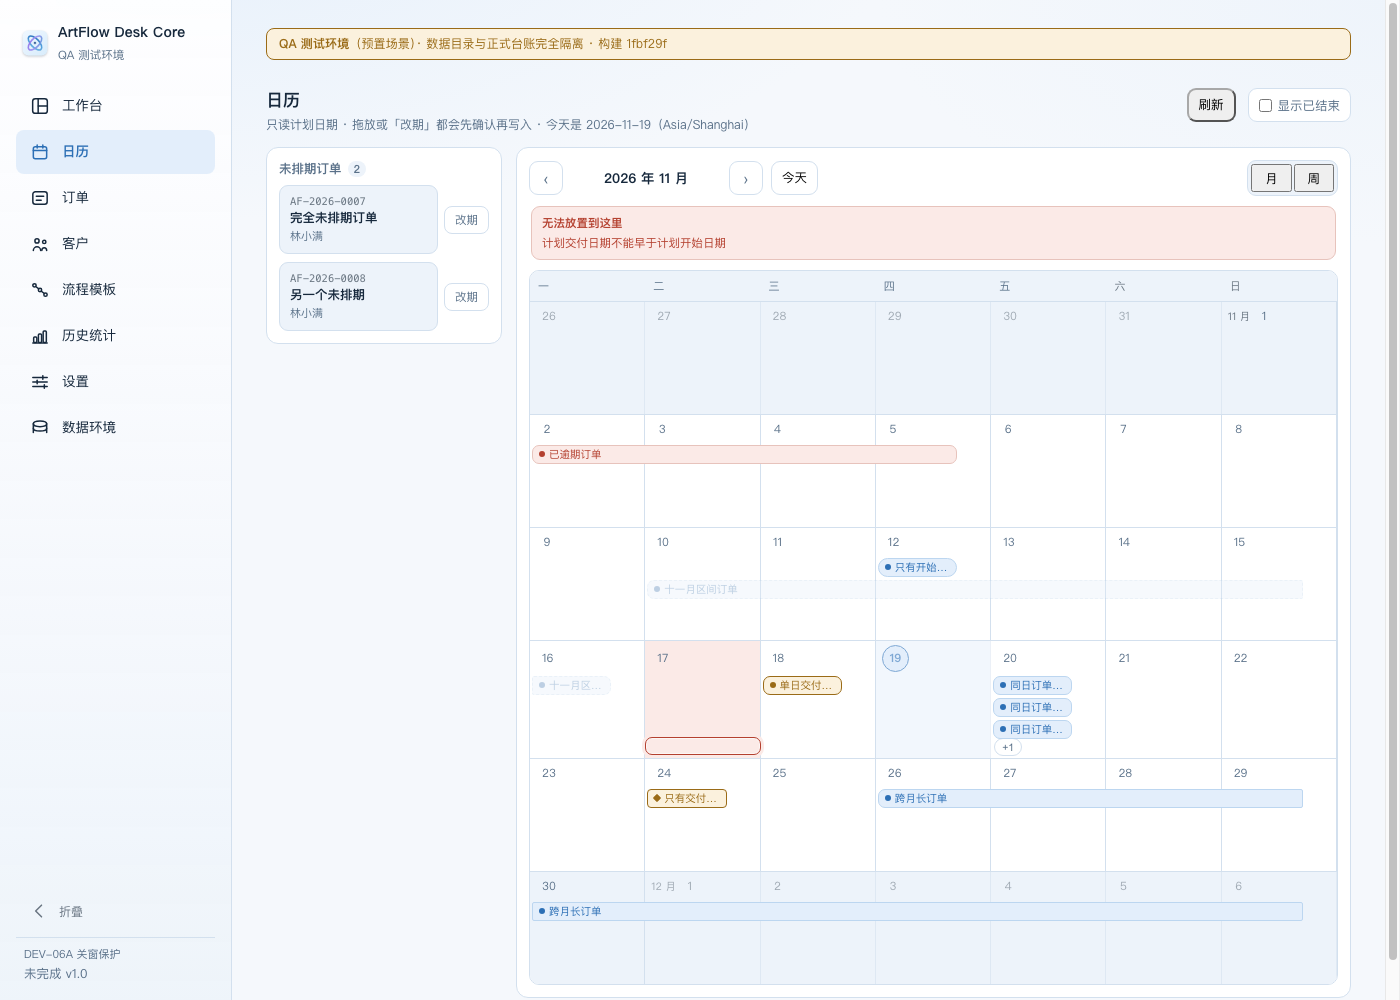 ArtFlow Desk Core
QA 测试环境
工作台
日历
订单
客户
流程模板
历史统计
设置
数据环境
折叠
DEV-06A 关窗保护
未完成 v1.0
QA 测试环境（预置场景）· 数据目录与正式台账完全隔离 · 构建 1fbf29f
日历
只读计划日期 · 拖放或「改期」都会先确认再写入 · 今天是 2026-11-19（Asia/Shanghai）
刷新
显示已结束
未排期订单 2
AF-2026-0007
完全未排期订单
林小满
改期
AF-2026-0008
另一个未排期
林小满
改期
‹ 2026 年 11 月 › 今天
月 周
无法放置到这里
计划交付日期不能早于计划开始日期
一 二 三 四 五 六 日
26 27 28 29 30 31 11 月 1
2 3 4 5 6 7 8
已逾期订单
9 10 11 12 13 14 15
只有开始…
十一月区间订单
16 17 18 19 20 21 22
十一月区… 单日交付… 同日订单…
同日订单…
同日订单…
+1
23 24 25 26 27 28 29
只有交付… 跨月长订单
30 12 月 1 2 3 4 5 6
跨月长订单